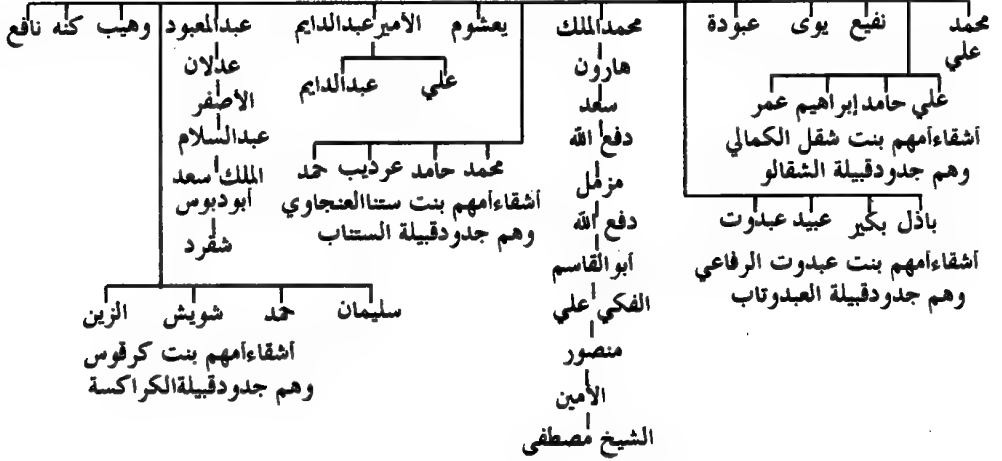 محمد نفيع يوى عبودة محمدالملك يعشوم الأميرعبدالدايم عبدالمعبود وهيب كنه نافع
علي
علي حامد إبراهيم عمر
أشقاءأمهم بنت شقل الكمالي
وهم جدودقبيلة الشقالو
باذل بكير عبيد عبدوت
أشقاءأمهم بنت عبدوت الرفاعي
وهم جدودقبيلة العبدوتاب
هارون
سعد
دفع الله
مزمل
دفع الله
أبوالقاسم
الفكي علي
منصور
الأمين
الشيخ مصطفى
علي عبدالدايم
محمد حامد عرديب حمد
أشقاءأمهم بنت ستناالعنجاوي
وهم جدودقبيلة الستناب
عدلان
الأصفر
عبدالسلام
الملك سعد
أبودبوس
شقرد
سليمان حمد شويش الزين
أشقاءأمهم بنت كرقوس
وهم جدودقبيلةالكراكسة